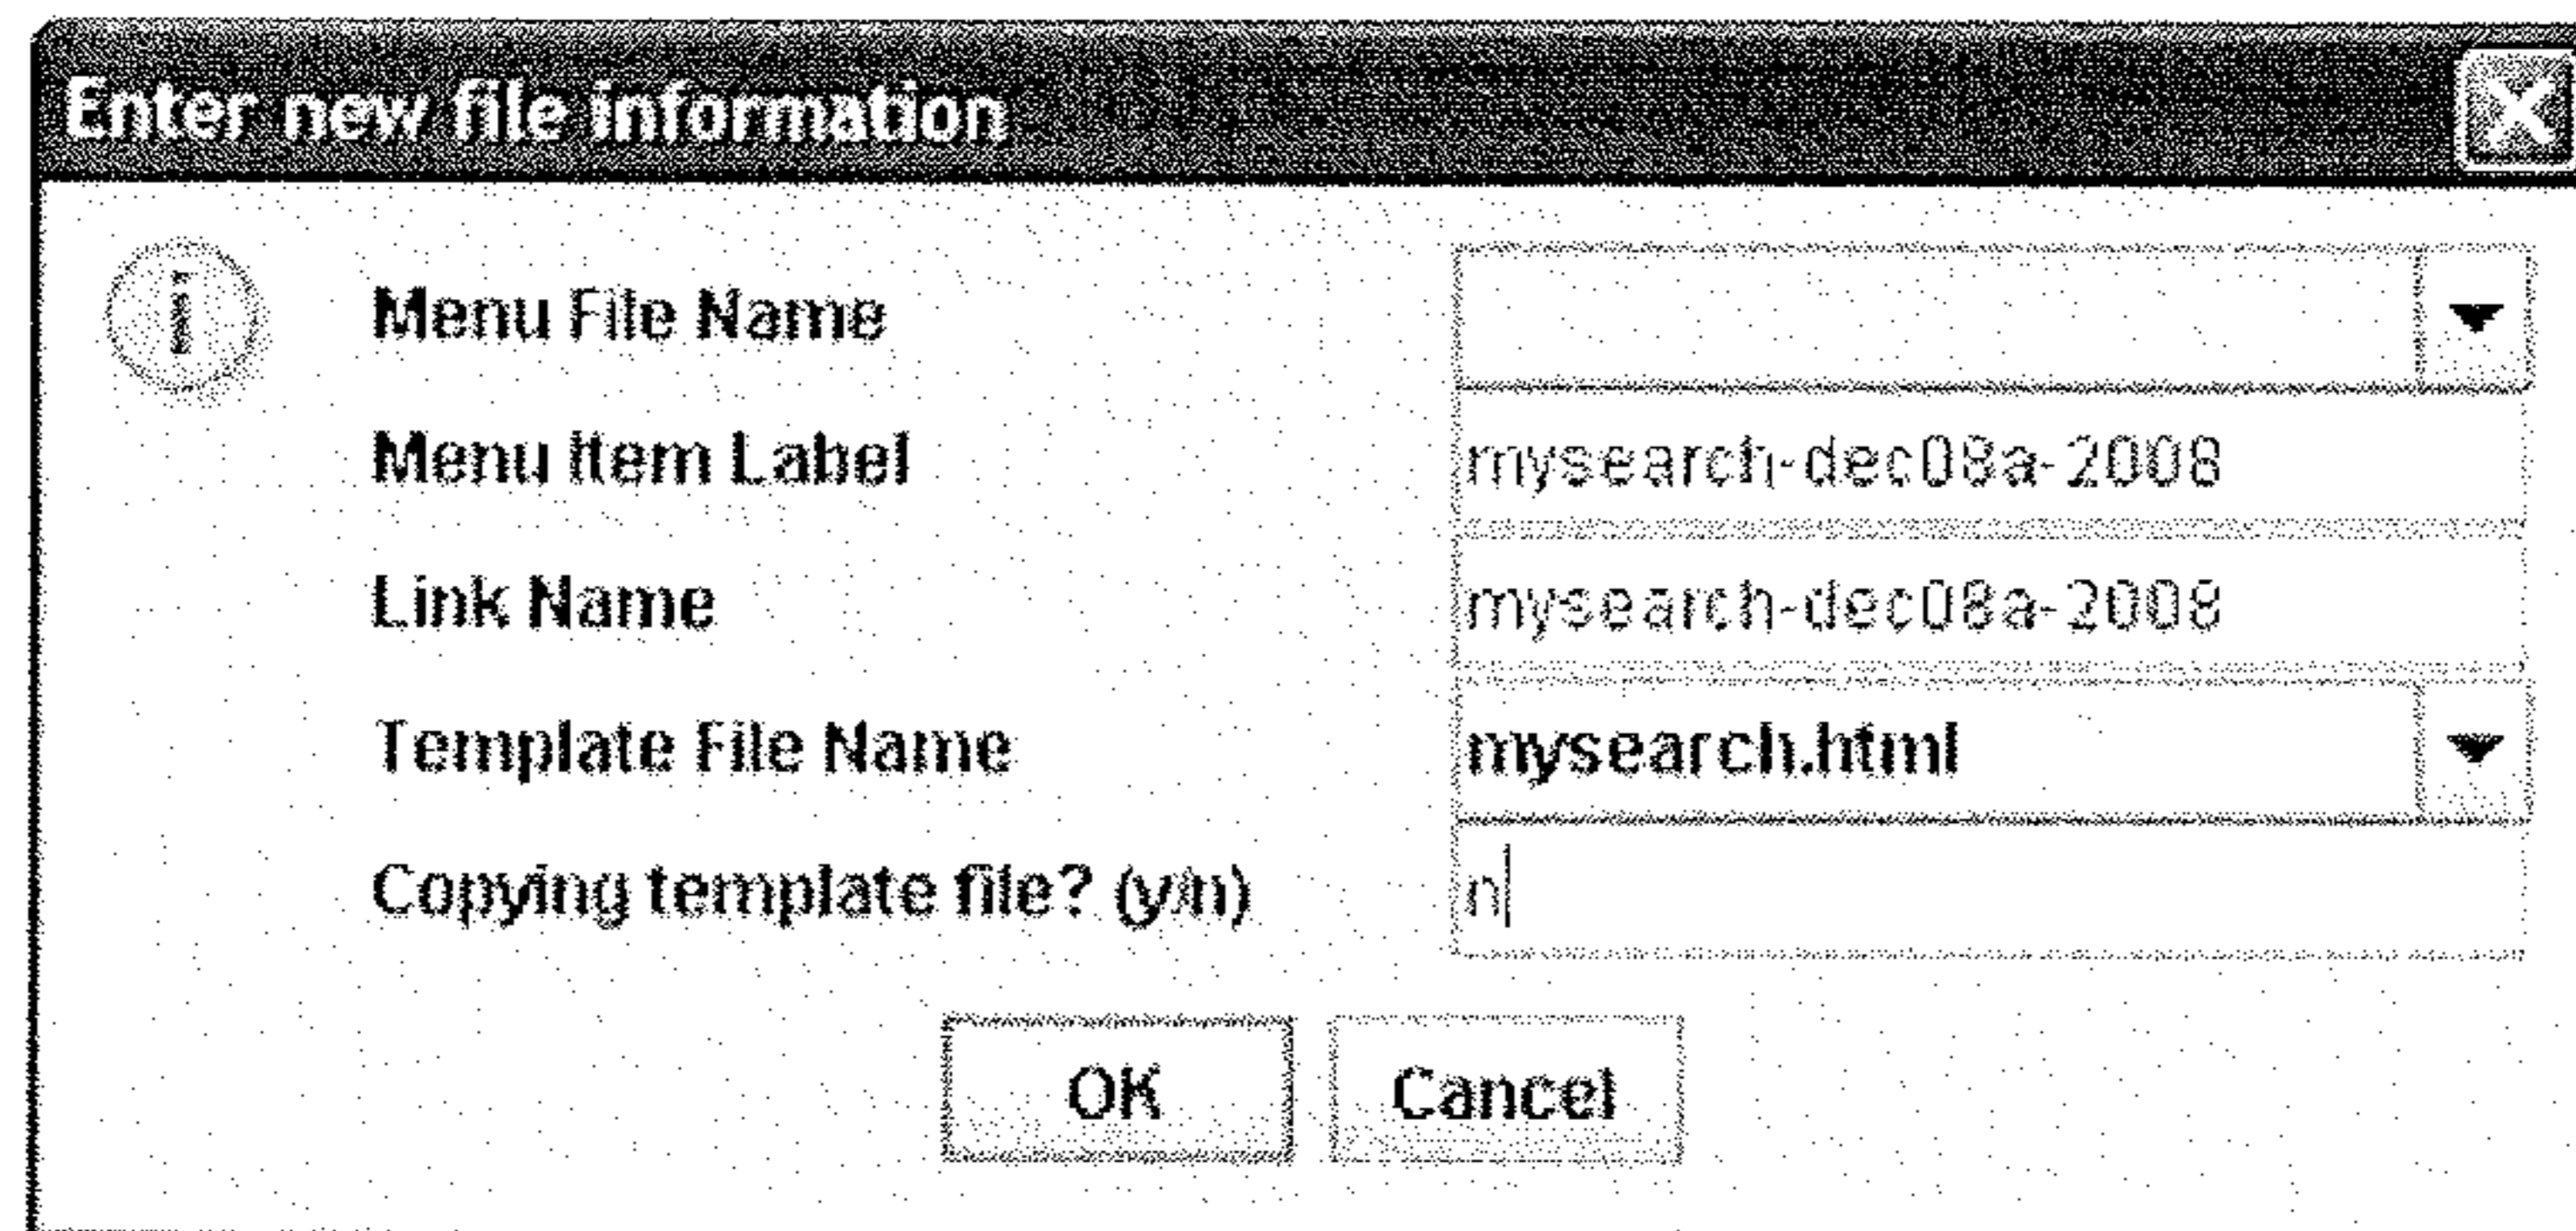 Enter new file information
Menu File Name
Menu Item Label mysearch-dec08a-2008
Link Name mysearch-dec08a-2008
Template File Name mysearch.html
Copying template file? (y/n) n
OK Cancel